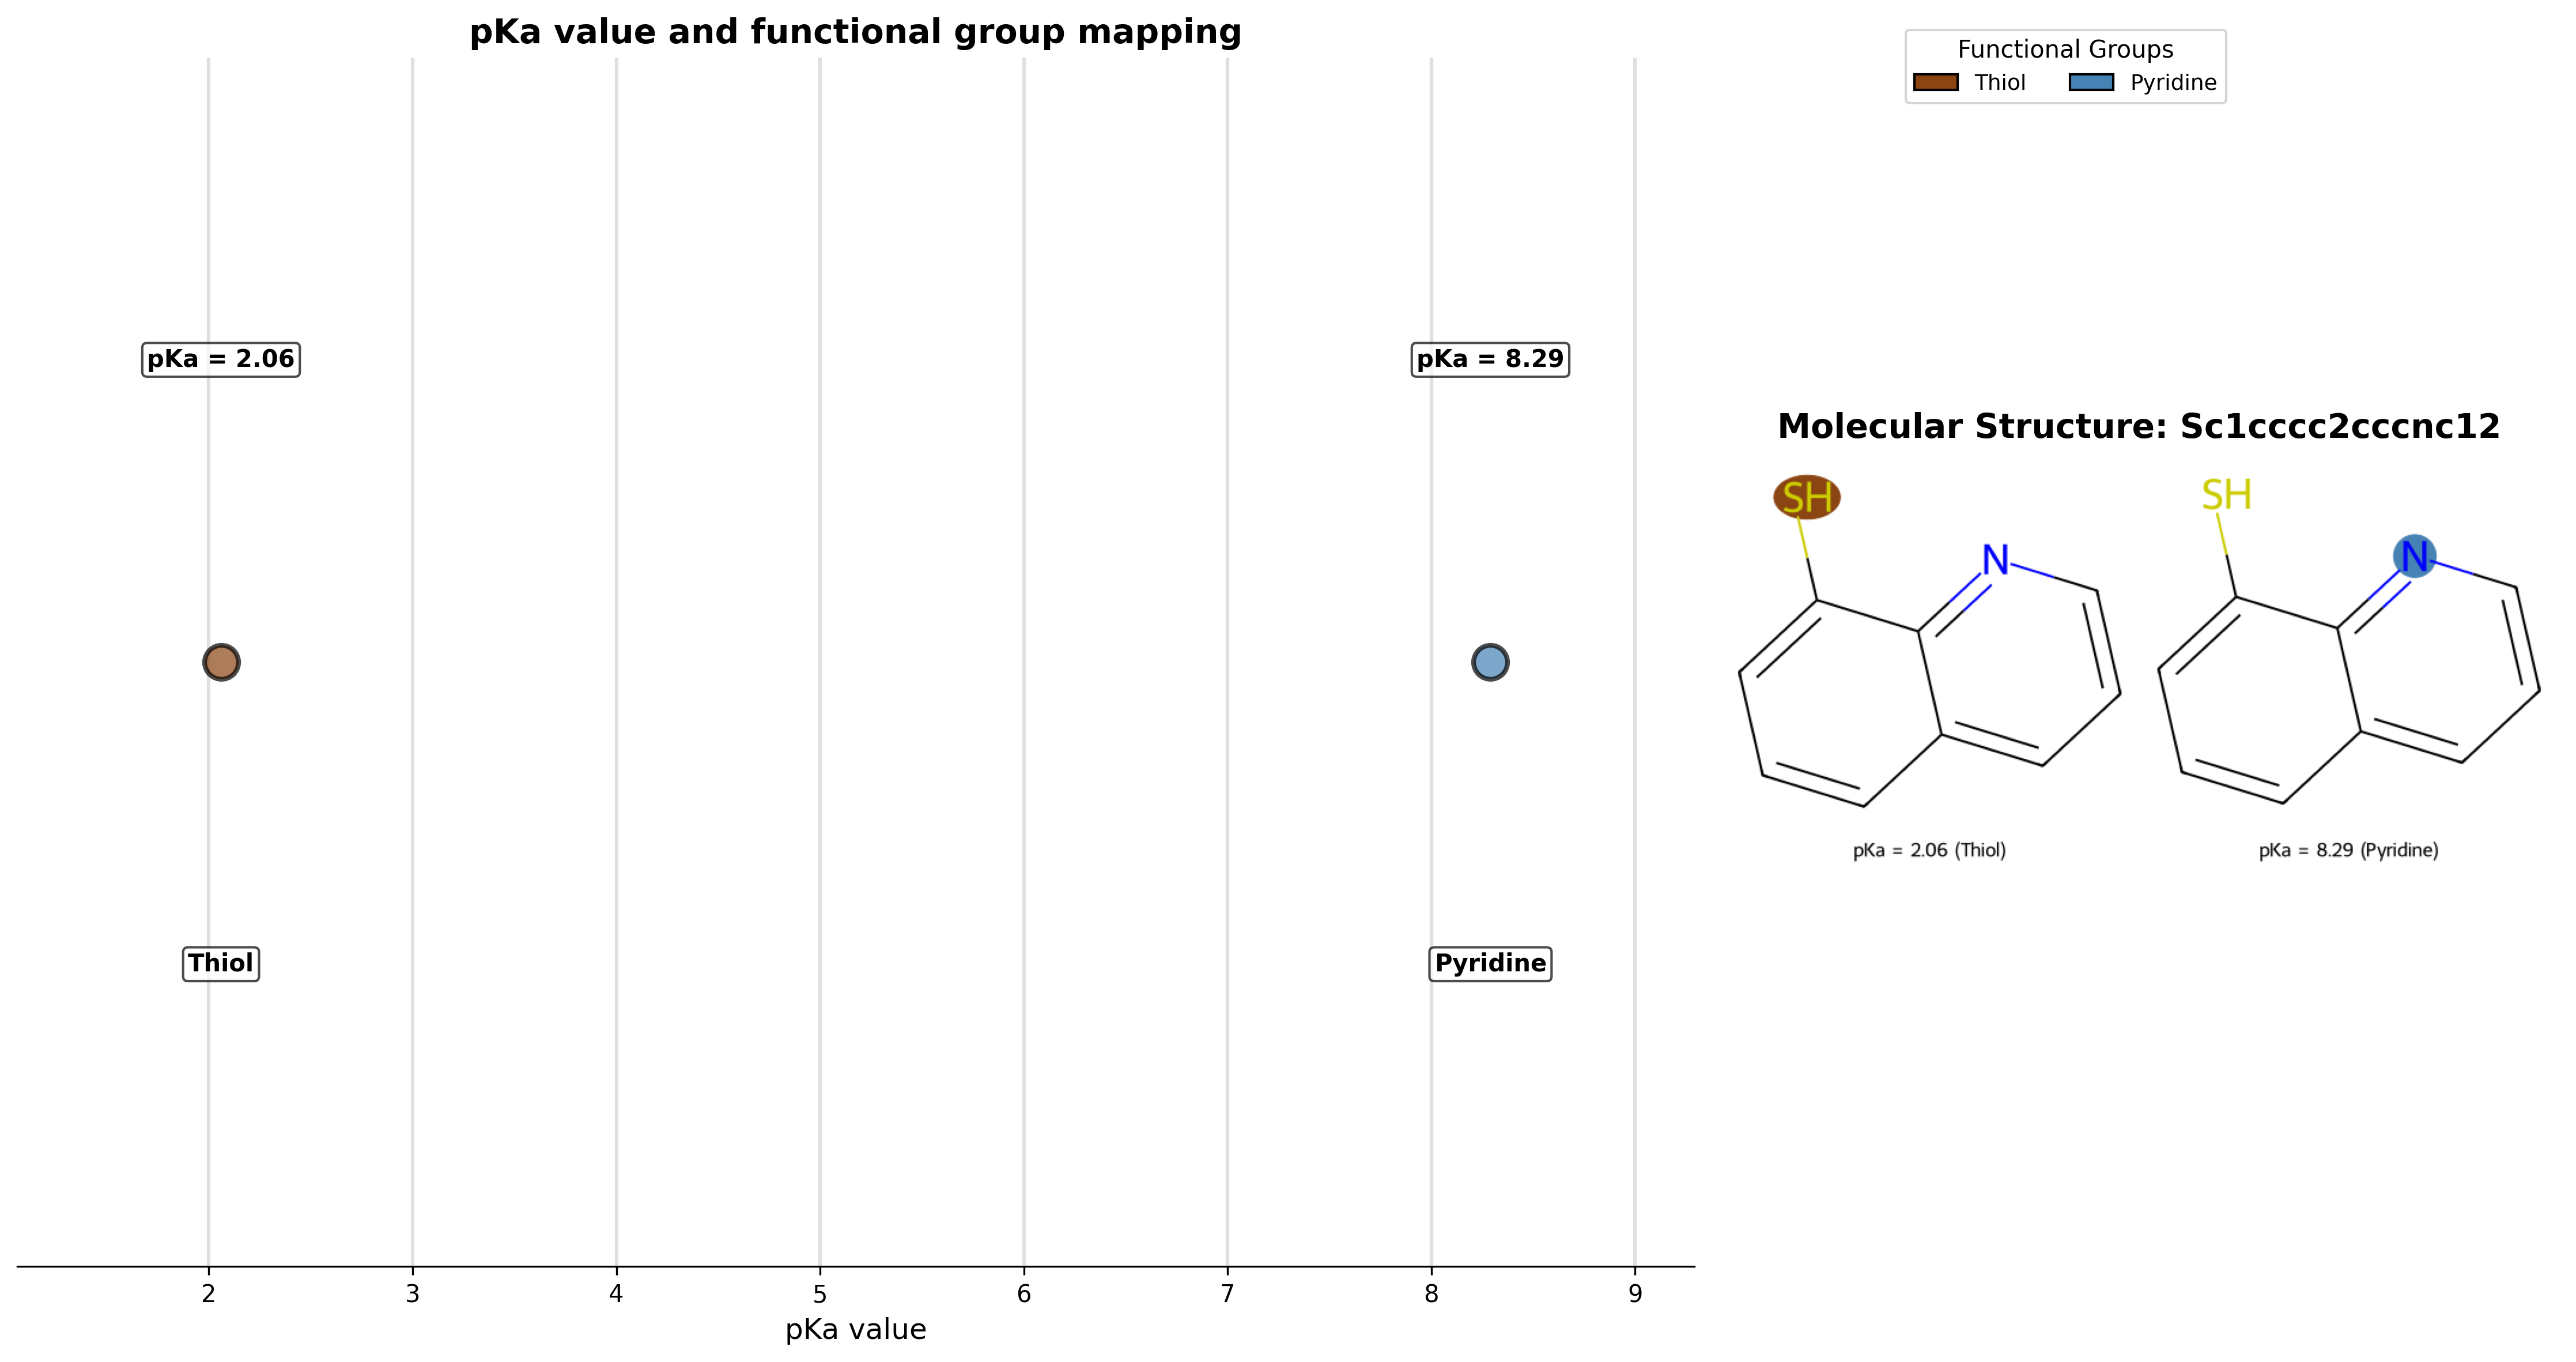 pKa value and functional group mapping
Functional Groups
Thiol
Pyridine
pKa = 2.06
pKa = 8.29
Thiol
Pyridine
2 3 4 5 6 7 8 9
pKa value
Molecular Structure: Sc1cccc2cccnc12
SH
N
SH
N
pKa = 2.06 (Thiol)
pKa = 8.29 (Pyridine)